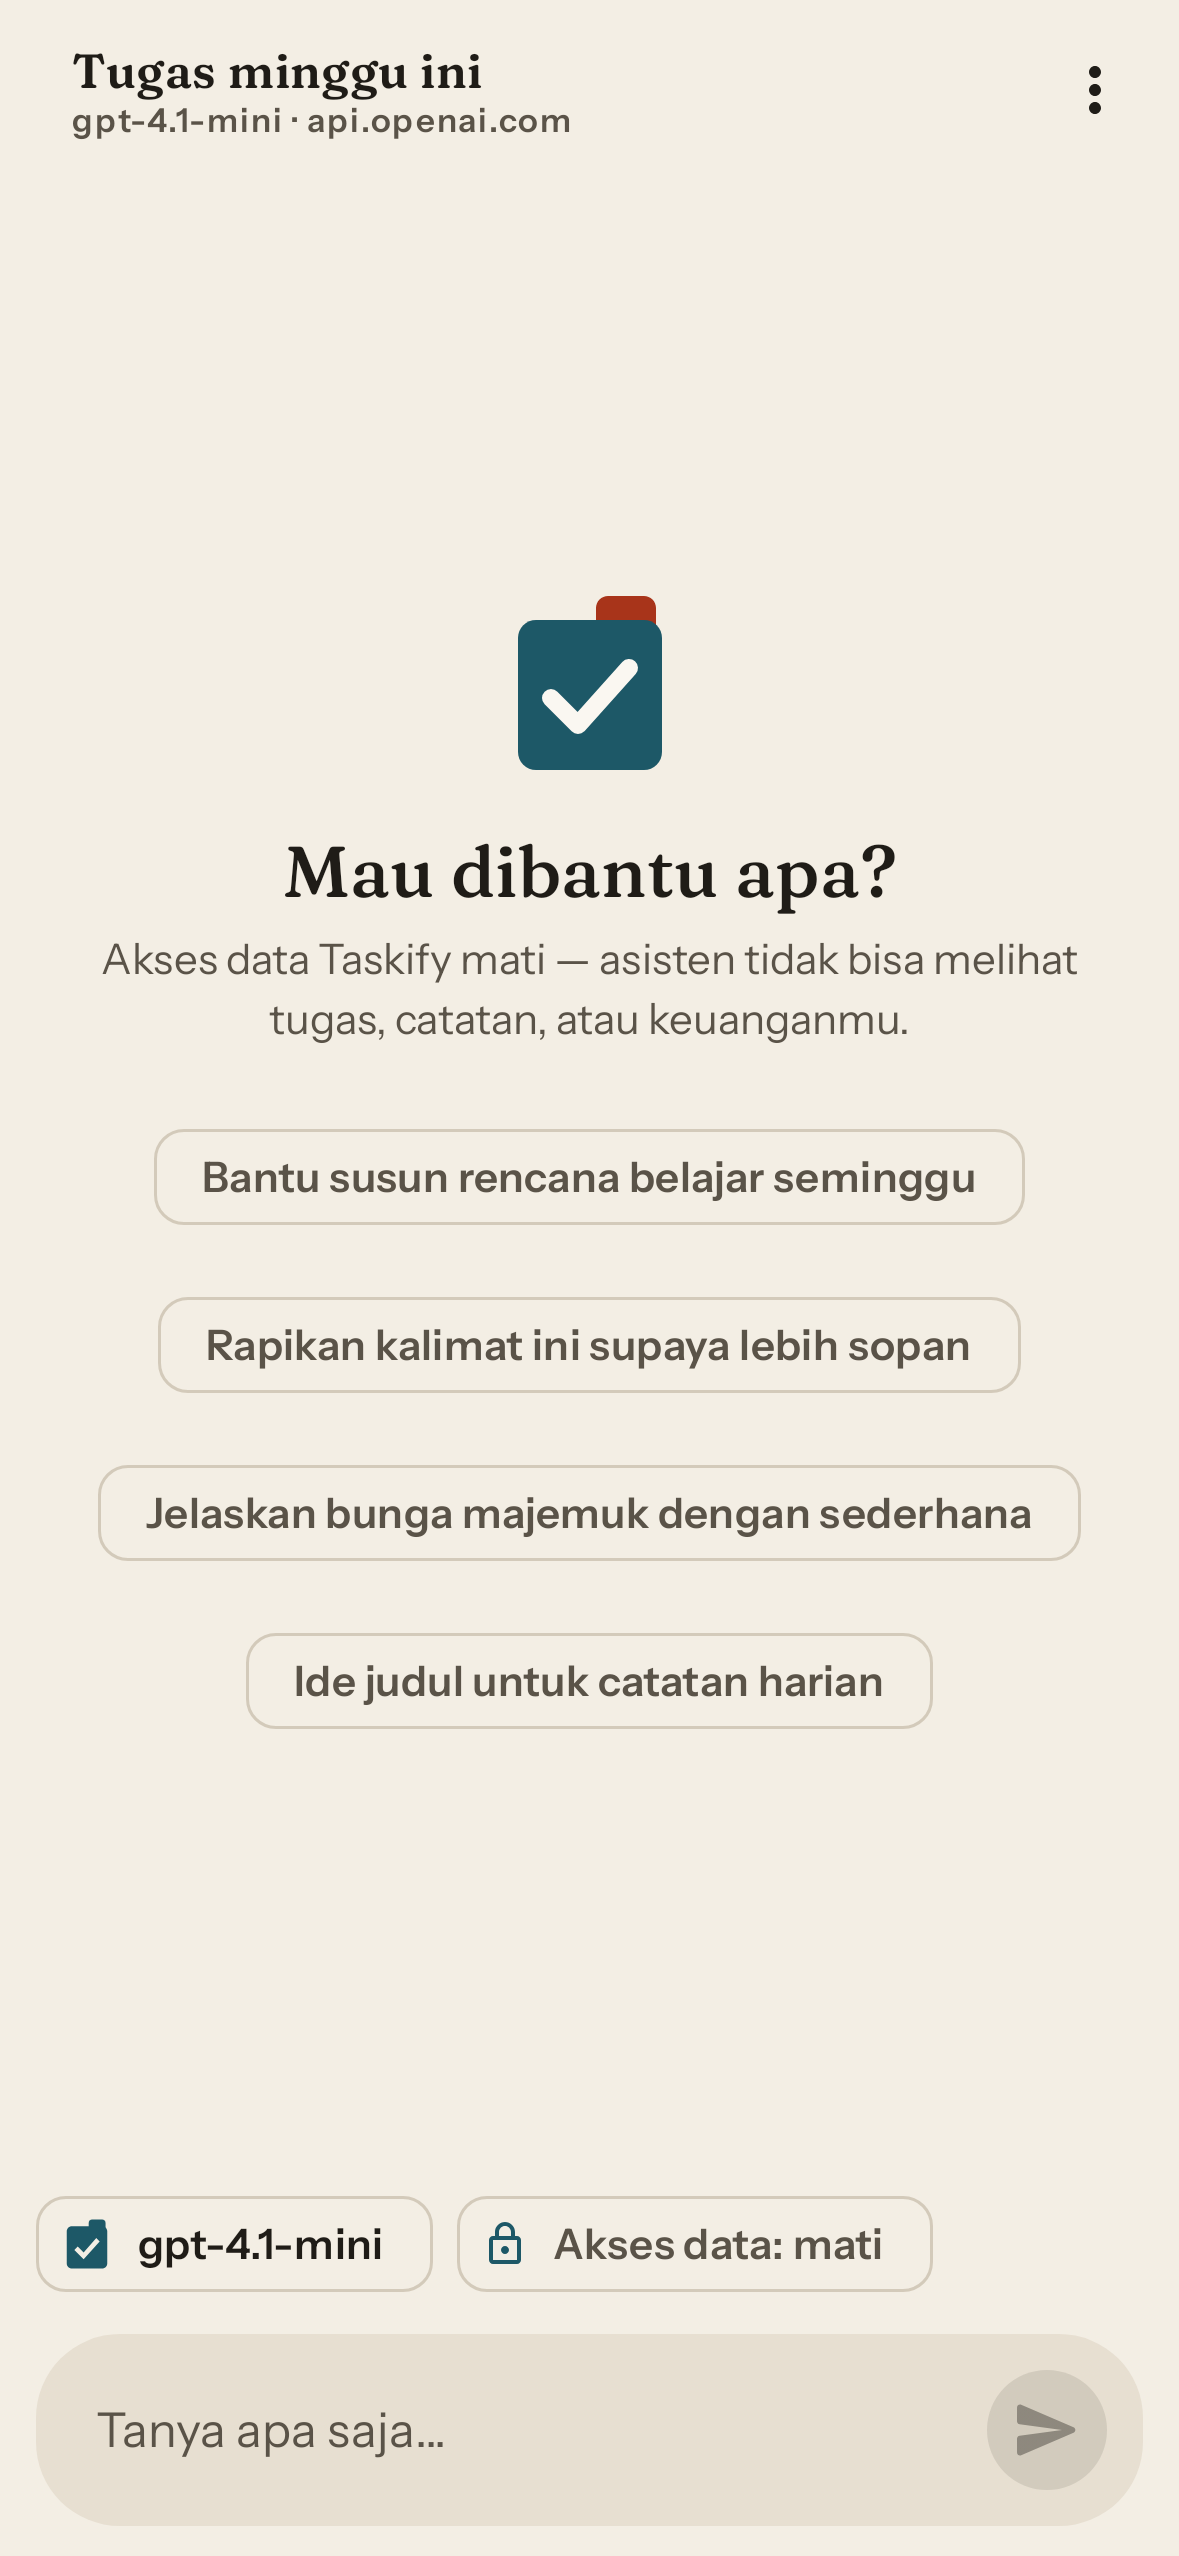 Tugas minggu ini
gpt-4.1-mini · api.openai.com
Mau dibantu apa?
Akses data Taskify mati — asisten tidak bisa melihat
tugas, catatan, atau keuanganmu.
Bantu susun rencana belajar seminggu
Rapikan kalimat ini supaya lebih sopan
Jelaskan bunga majemuk dengan sederhana
Ide judul untuk catatan harian
gpt-4.1-mini
Akses data: mati
Tanya apa saja...